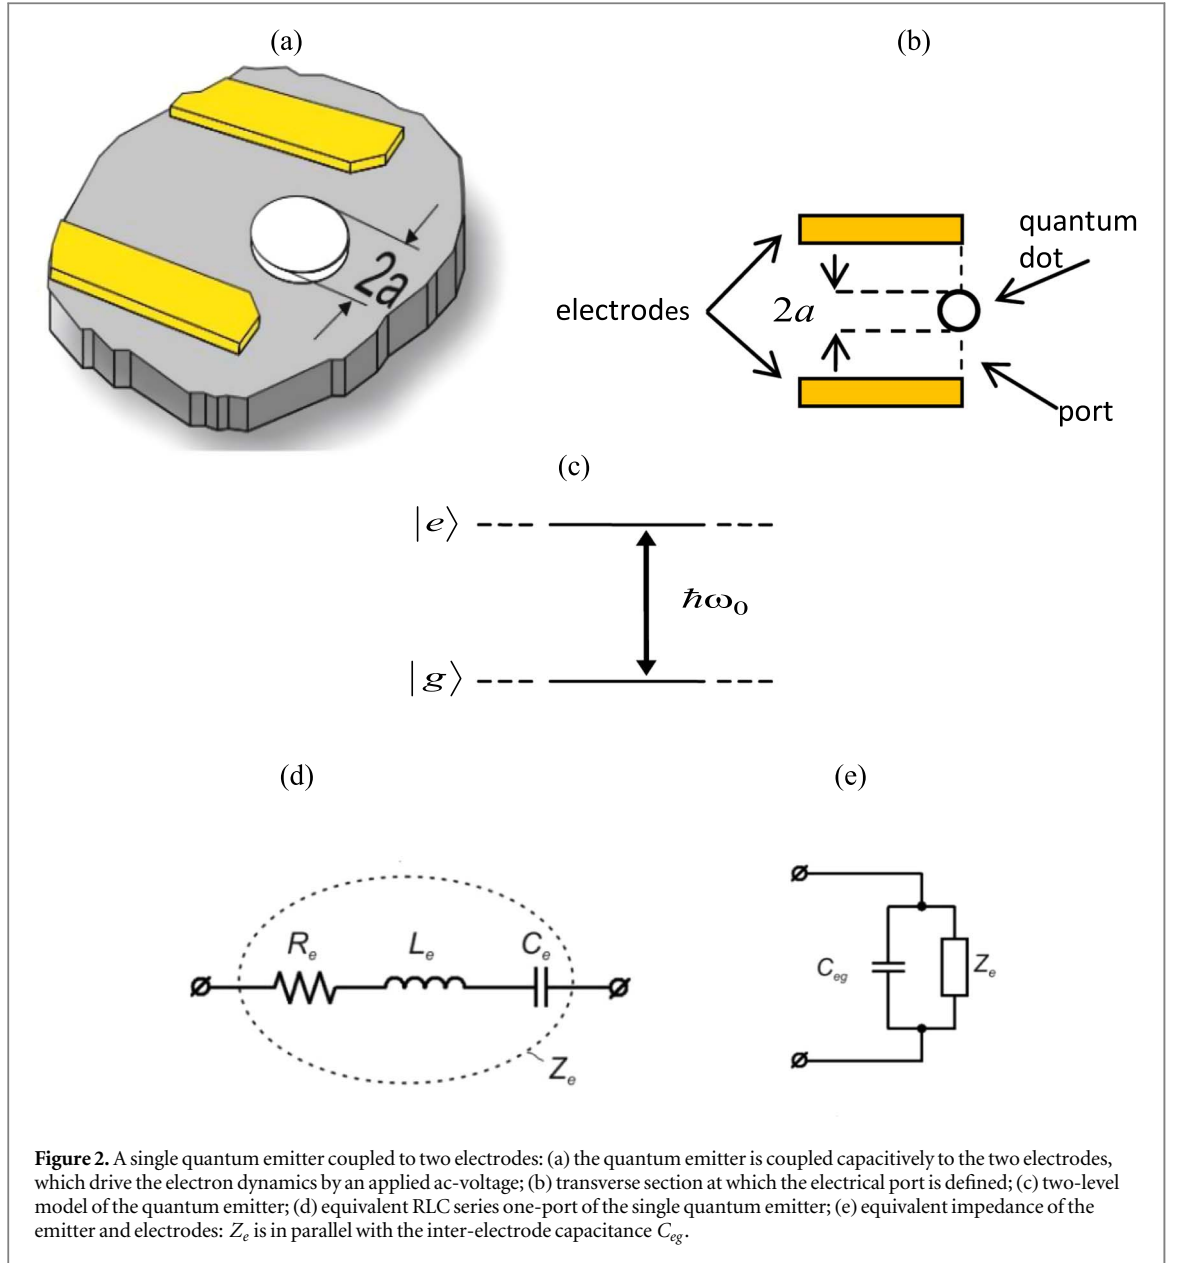 (a)
2a
(b)
quantum
dot
electrodes
2a
port
(c)
|e⟩
ħω₀
|g⟩
(d)
Rₑ
Lₑ
Cₑ
Zₑ
(e)
C_eg
Zₑ
Figure 2. A single quantum emitter coupled to two electrodes: (a) the quantum emitter is coupled capacitively to the two electrodes,
which drive the electron dynamics by an applied ac-voltage; (b) transverse section at which the electrical port is defined; (c) two-level
model of the quantum emitter; (d) equivalent RLC series one-port of the single quantum emitter; (e) equivalent impedance of the
emitter and electrodes: Zₑ is in parallel with the inter-electrode capacitance C_eg.